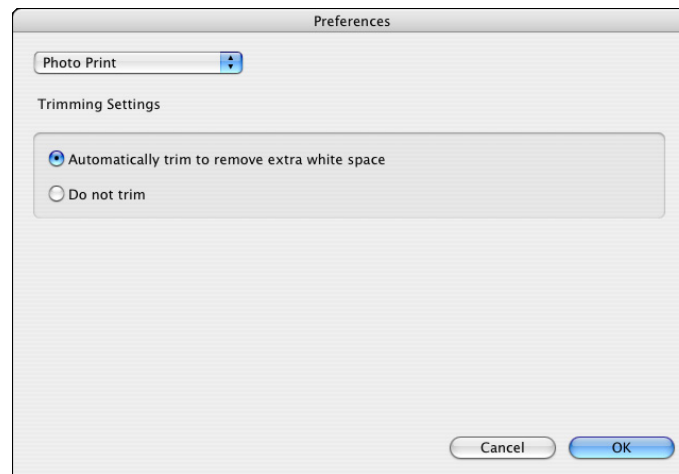 Preferences
Photo Print
Trimming Settings
Automatically trim to remove extra white space
Do not trim
Cancel OK